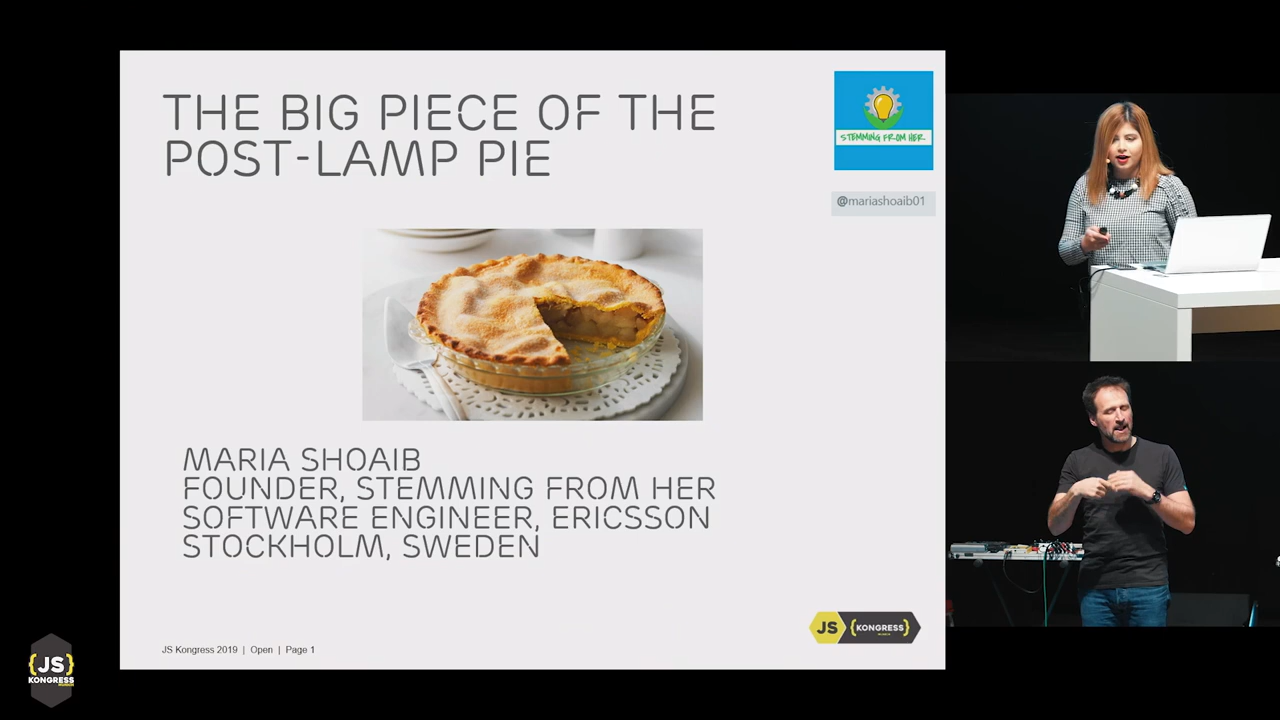 THE BIG PIECE OF THE
POST-LAMP PIE
STEMMING FROM HER
@mariashoaib01
MARIA SHOAIB
FOUNDER, STEMMING FROM HER
SOFTWARE ENGINEER, ERICSSON
STOCKHOLM, SWEDEN
JS {KONGRESS}
JS Kongress 2019 | Open | Page 1
{JS}
KONGRESS